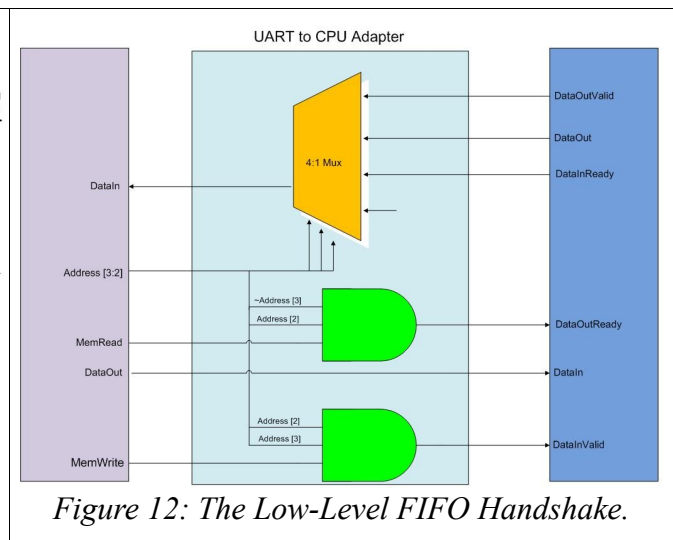 UART to CPU Adapter
DataOutValid
DataOut
4:1 Mux
DataInReady
DataIn
Address [3:2]
~Address [3]
Address [2]
DataOutReady
MemRead
DataOut
DataIn
Address [2]
Address [3]
DataInValid
MemWrite
Figure 12: The Low-Level FIFO Handshake.